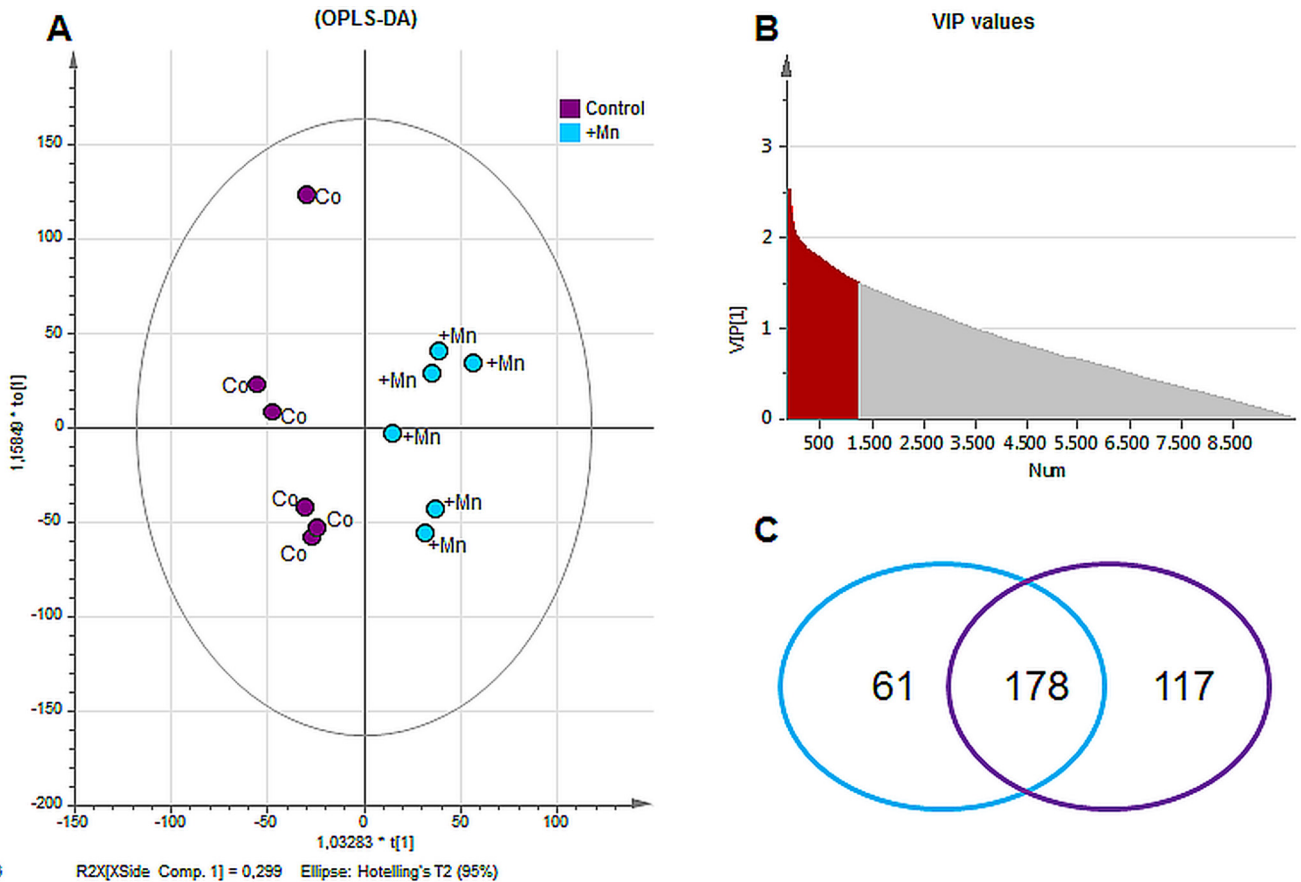 A
(OPLS-DA)
Control
+Mn
150
100
50
0
-50
-100
-150
-200
1,15849 * to[1]
Co
+Mn
+Mn
+Mn
Co
Co
+Mn
Co
+Mn
Co
+Mn
Co
-150
-100
-50
0
50
100
1,03283 * t[1]
R2X[XSide Comp. 1] = 0,299 Ellipse: Hotelling's T2 (95%)
B
VIP values
3
2
1
0
VIP[1]
500 1.500 2.500 3.500 4.500 5.500 6.500 7.500 8.500
Num
C
61 178 117